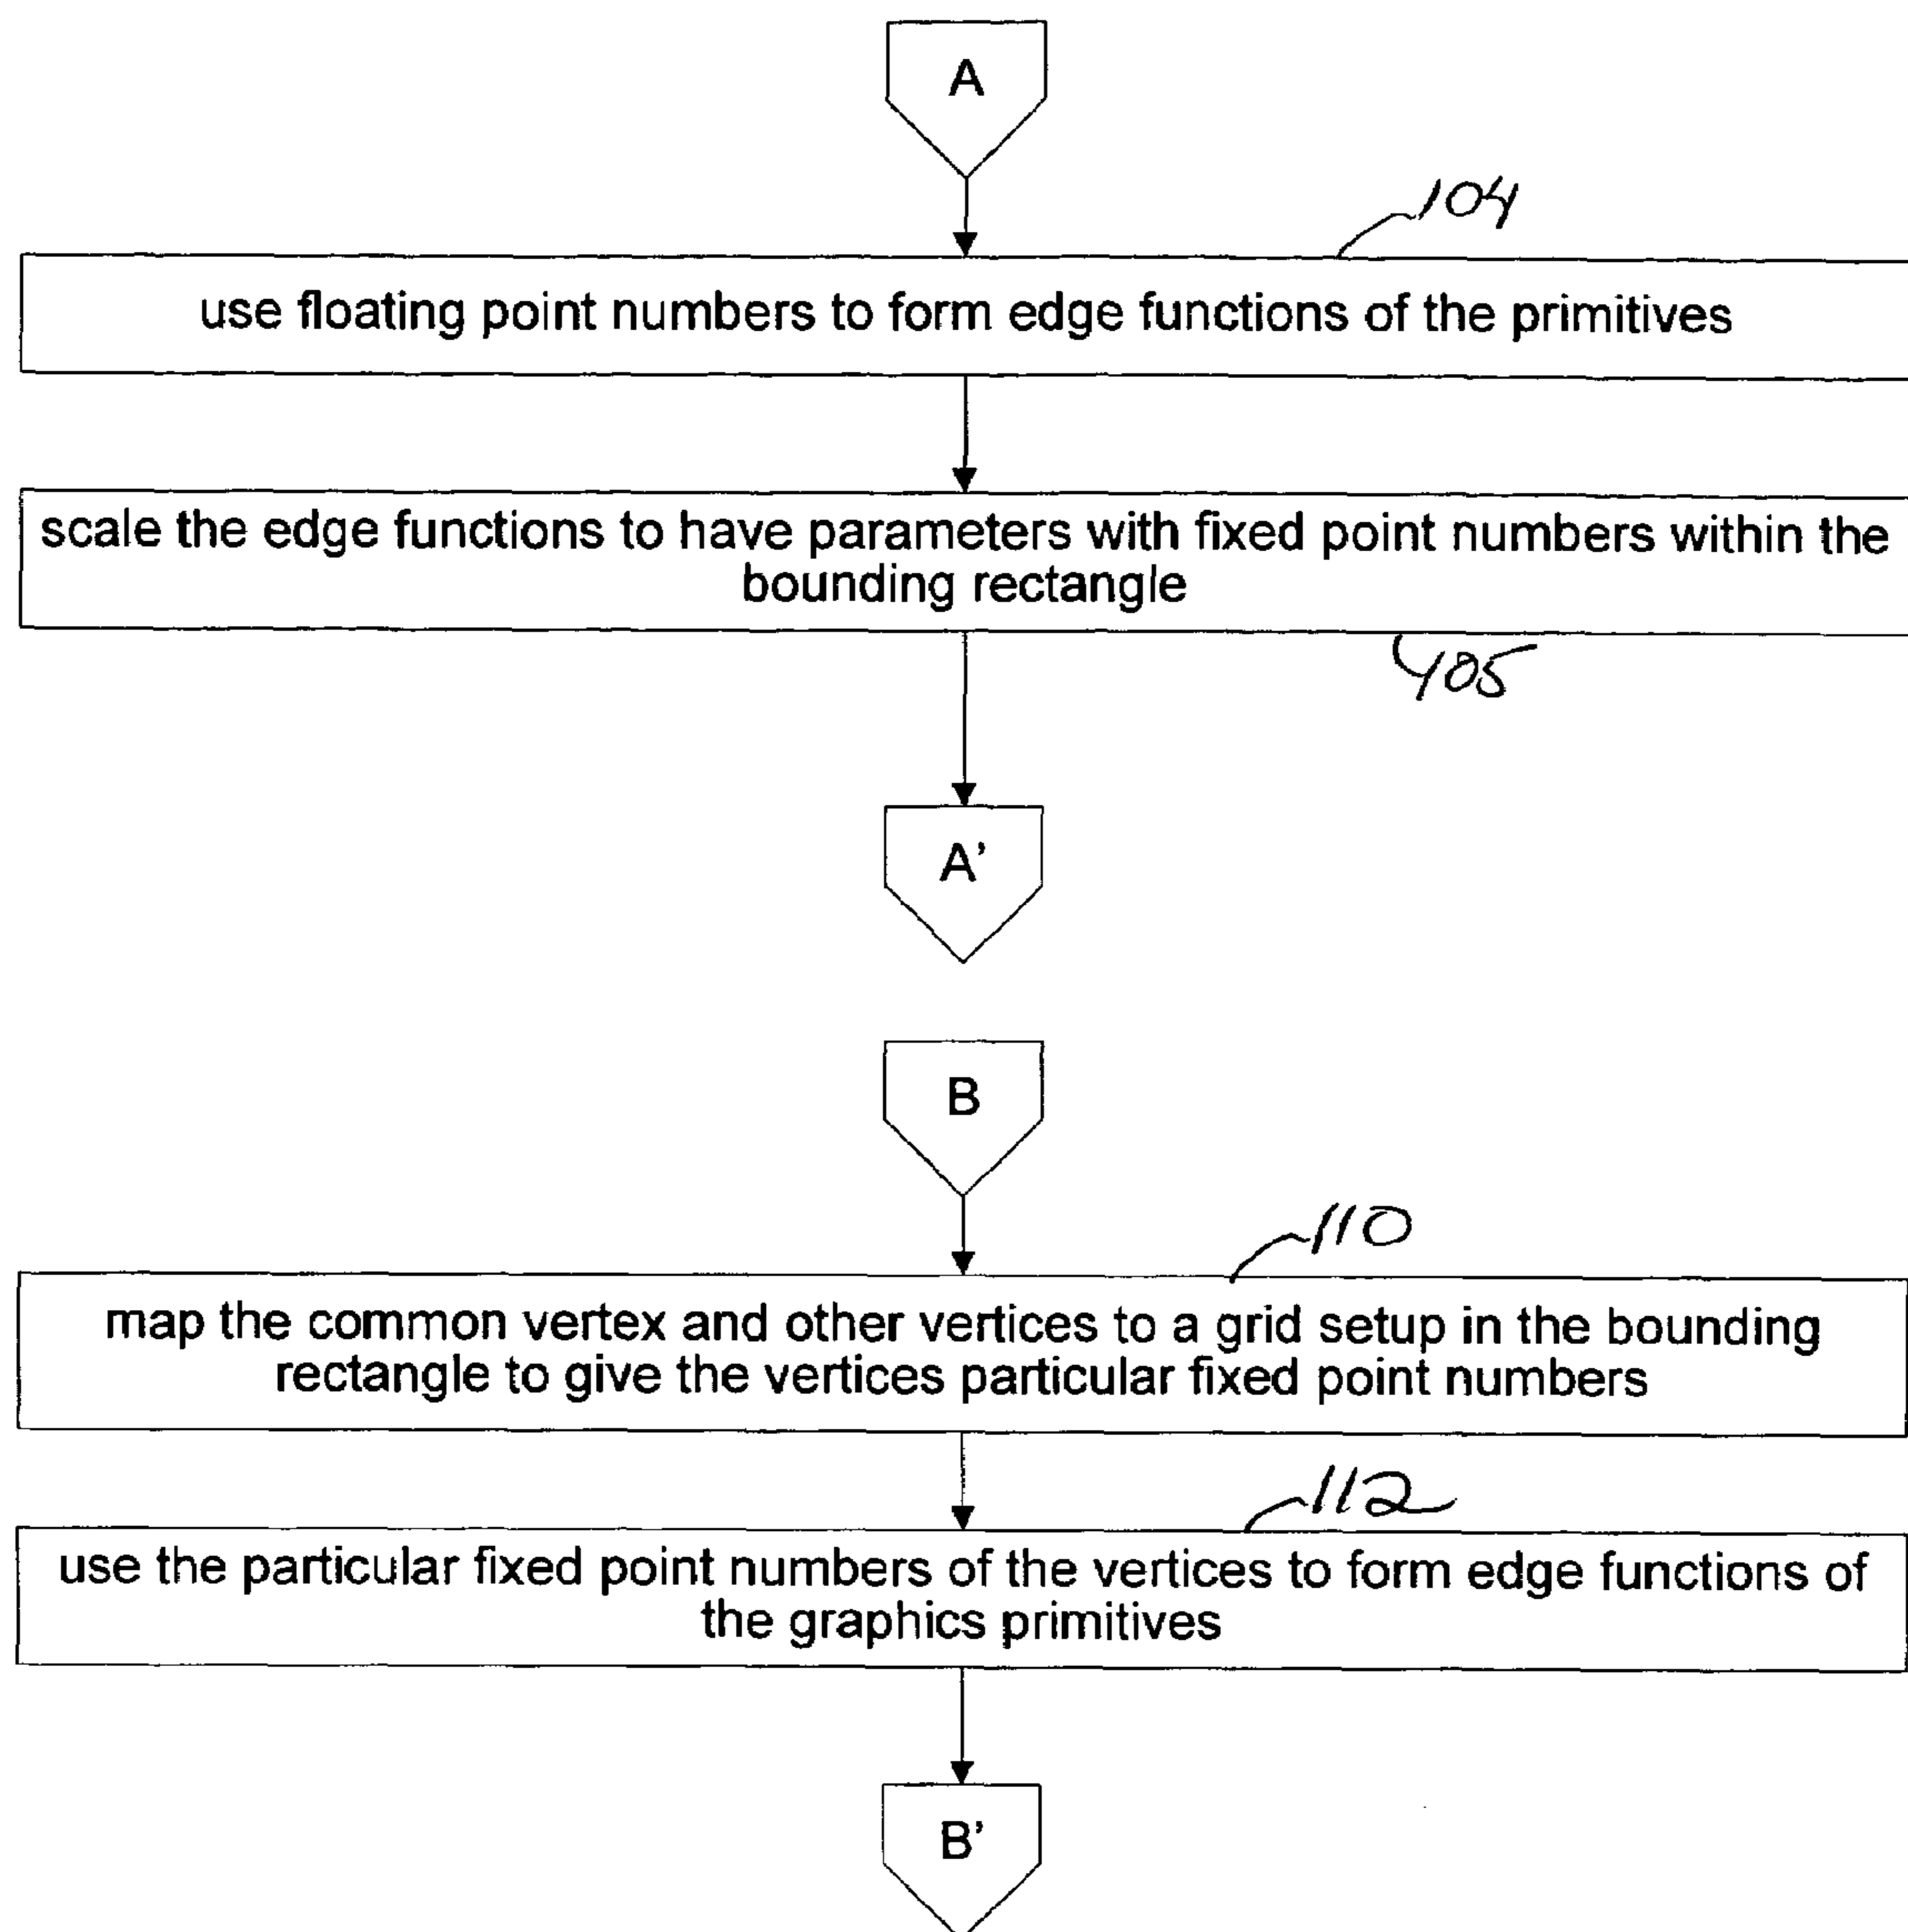 A
104
use floating point numbers to form edge functions of the primitives
scale the edge functions to have parameters with fixed point numbers within the
bounding rectangle
405
A'
B
110
map the common vertex and other vertices to a grid setup in the bounding
rectangle to give the vertices particular fixed point numbers
112
use the particular fixed point numbers of the vertices to form edge functions of
the graphics primitives
B'